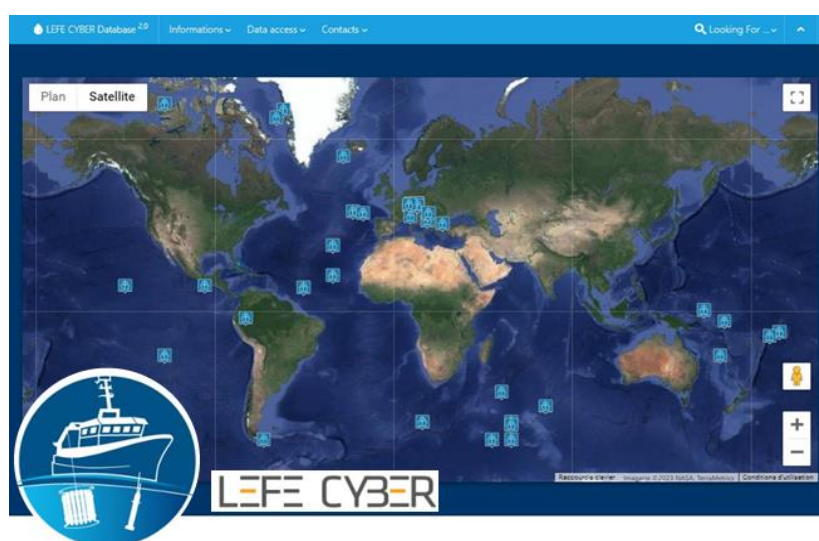 LEFE CYBER Database 2.0 Informations Data access Contacts Looking For ...
Plan Satellite
Raccourcis clavier Imagerie ©2023 NASA, TerraMetrics Conditions d'utilisation
LEFE CYBER